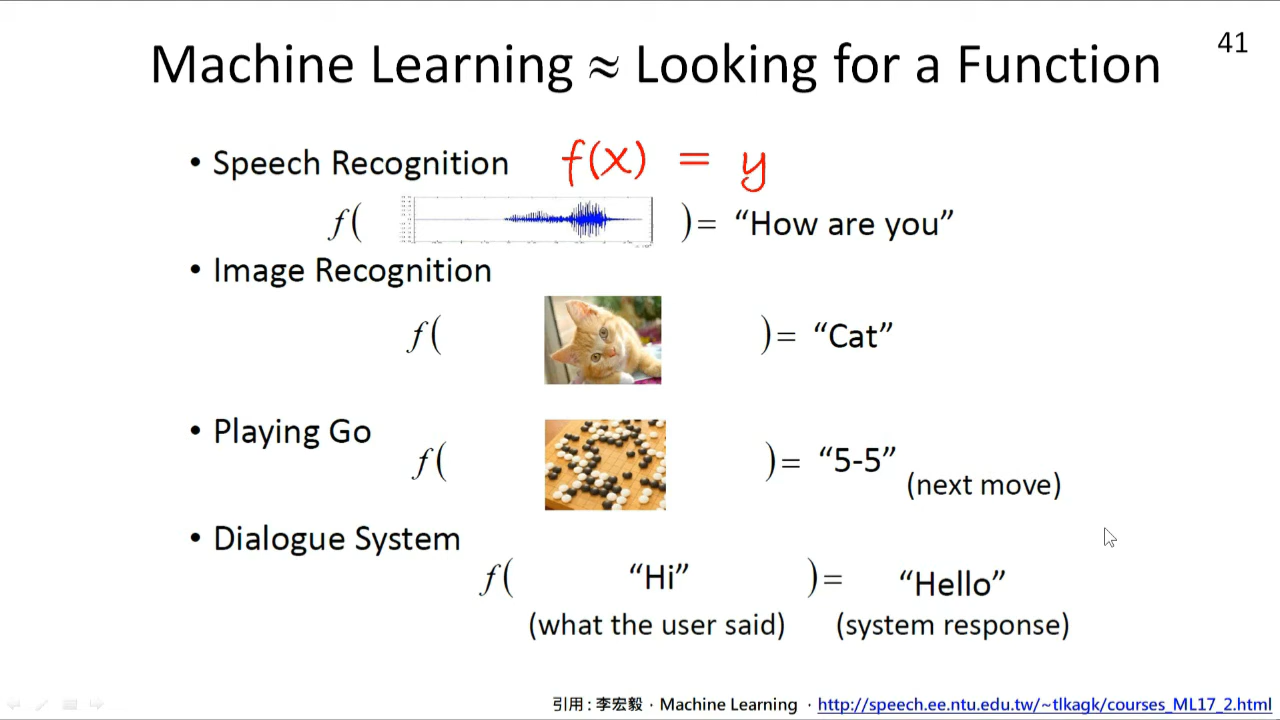 41
Machine Learning ≈ Looking for a Function
• Speech Recognition f(x) = y
f( )= “How are you”
• Image Recognition
f( )= “Cat”
• Playing Go
f( )= “5-5”
(next move)
• Dialogue System
f( “Hi” )= “Hello”
(what the user said) (system response)
引用 : 李宏毅 · Machine Learning · http://speech.ee.ntu.edu.tw/~tlkagk/courses_ML17_2.html